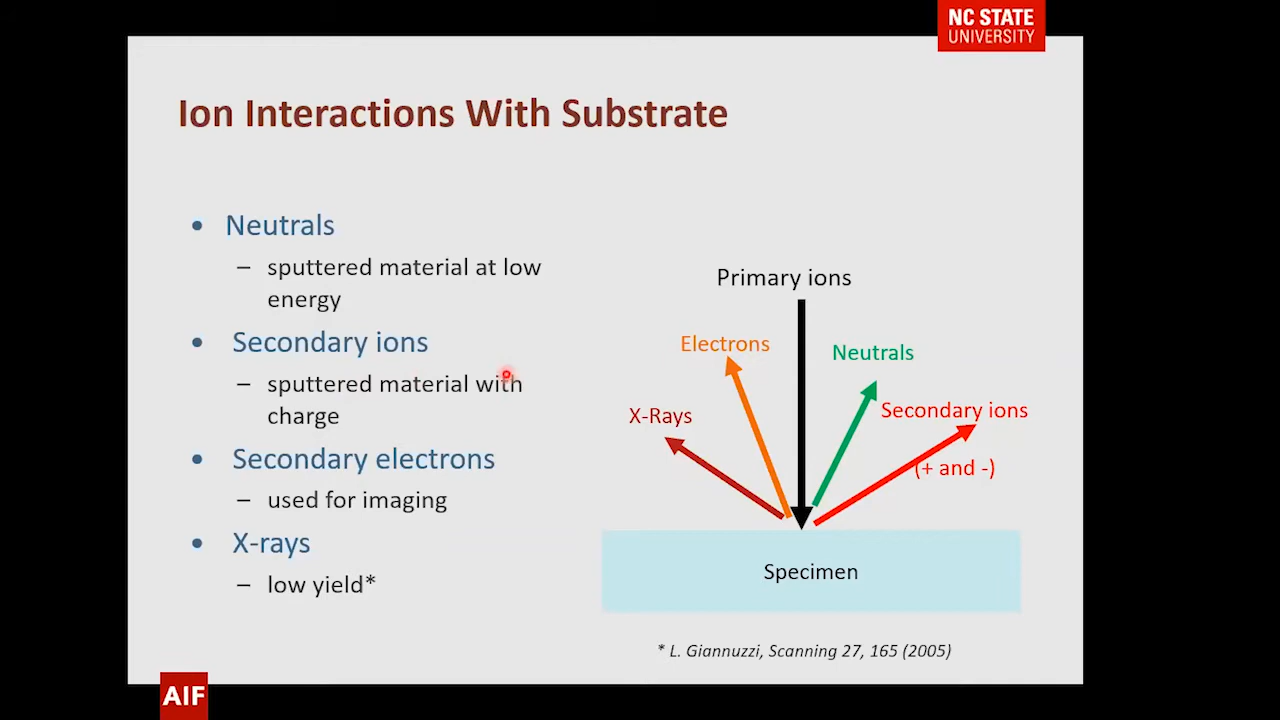 NC STATE
UNIVERSITY
Ion Interactions With Substrate
• Neutrals
– sputtered material at low
energy
• Secondary ions
– sputtered material with
charge
• Secondary electrons
– used for imaging
• X-rays
– low yield*
Primary ions
Electrons
Neutrals
X-Rays
Secondary ions
(+ and -)
Specimen
* L. Giannuzzi, Scanning 27, 165 (2005)
AIF